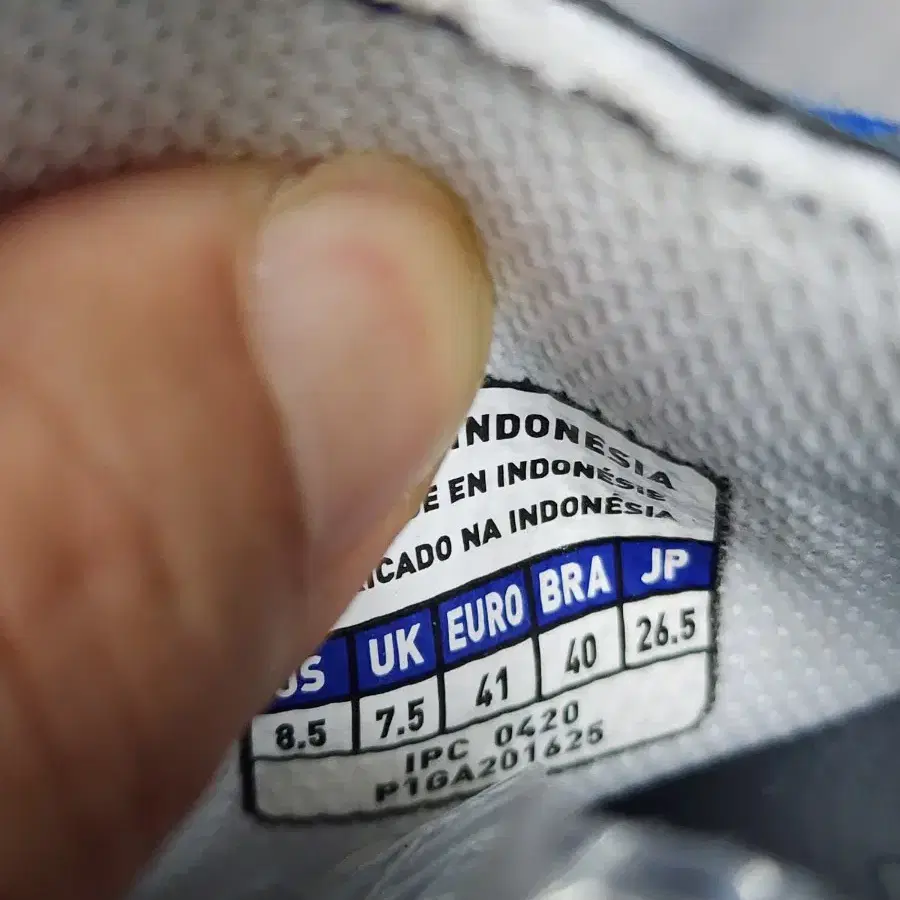 INDONESIA
EN INDONÉSIE
NA INDONÉSIA
US UK EURO BRA JP
8.5 7.5 41 40 26.5
IPC 0420
P1GA201625